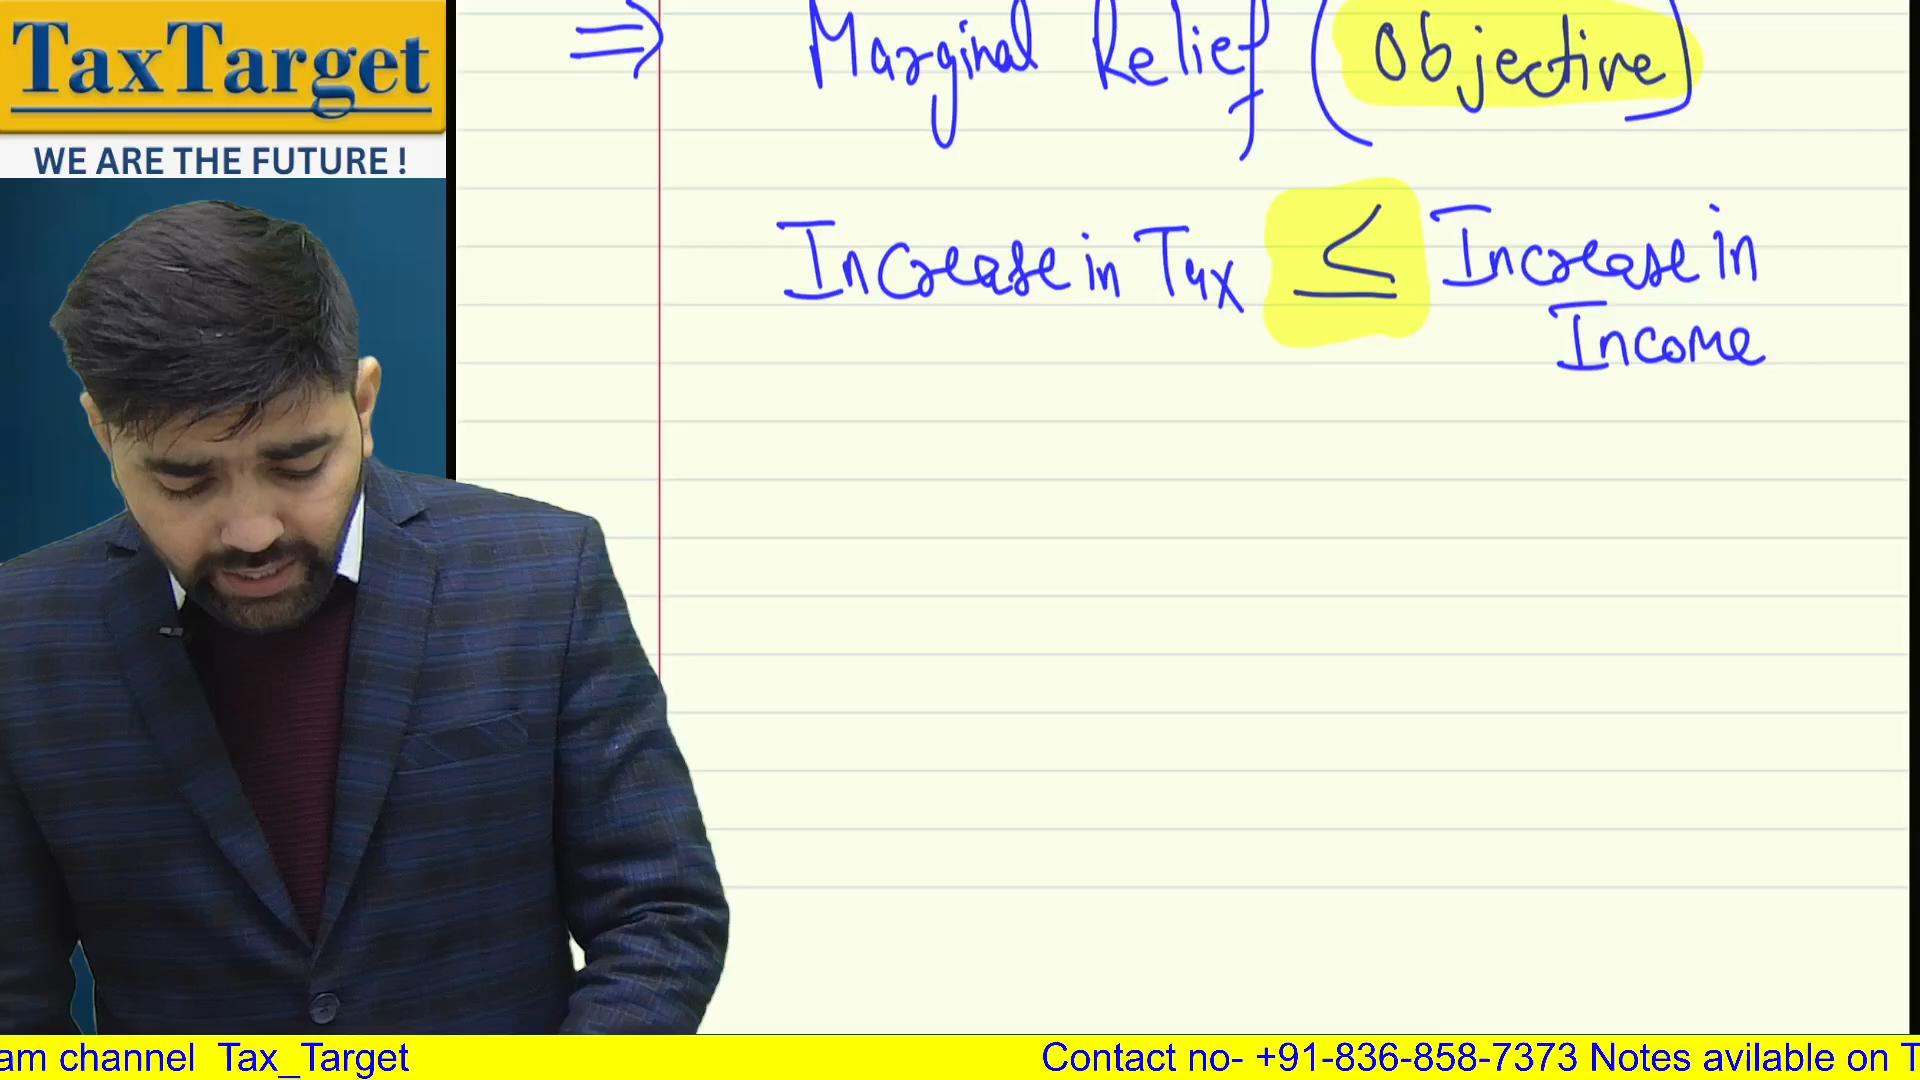 TaxTarget
WE ARE THE FUTURE !
⇒ Marginal Relief (Objective)
Increase in Tax ≤ Increase in
Income
am channel Tax_Target
Contact no- +91-836-858-7373 Notes avilable on T